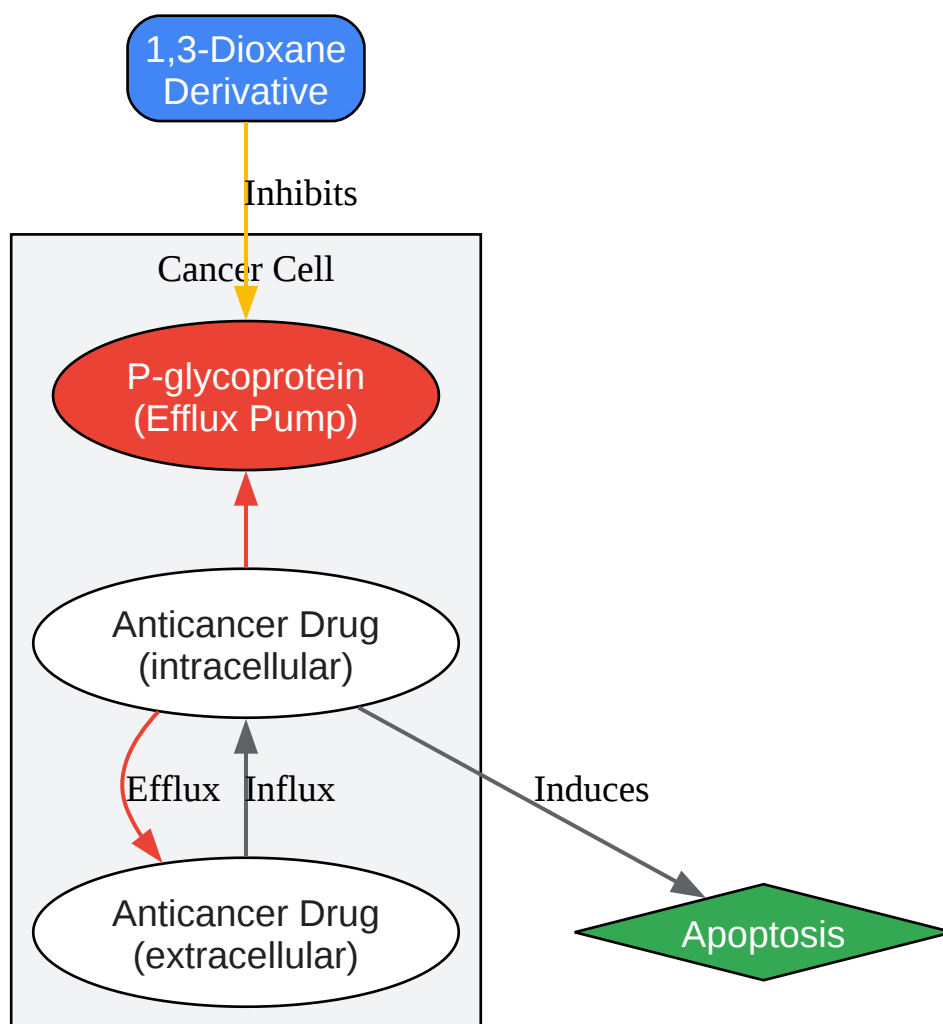 1,3-Dioxane
Derivative
Inhibits
Cancer Cell
P-glycoprotein
(Efflux Pump)
Anticancer Drug
(intracellular)
Efflux
Influx
Induces
Anticancer Drug
(extracellular)
Apoptosis